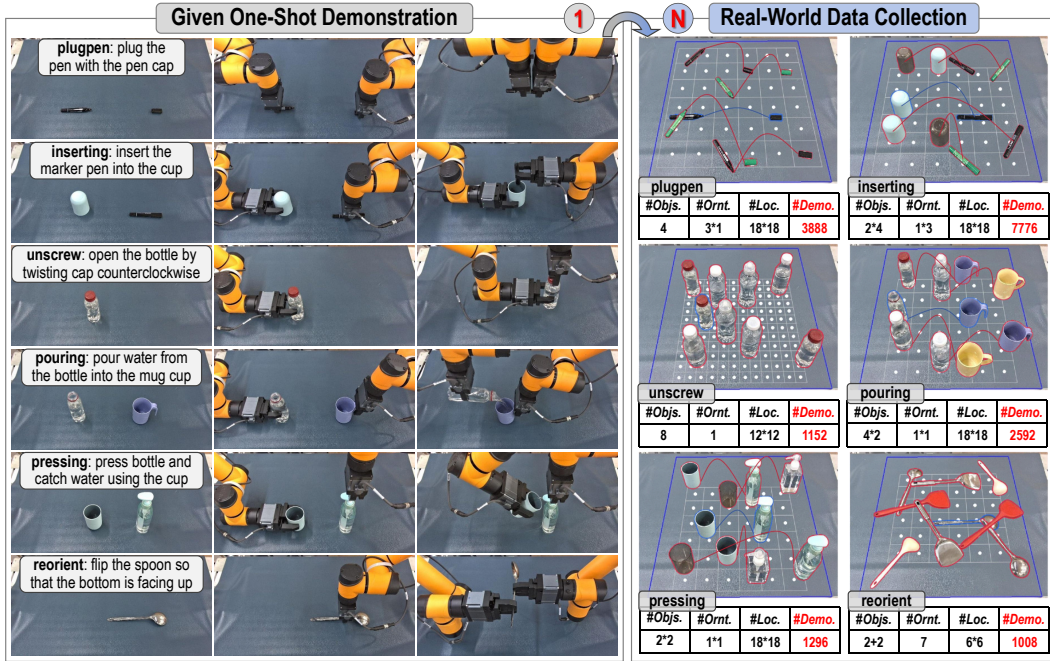 Given One-Shot Demonstration
1
N
Real-World Data Collection
plugpen: plug the
pen with the pen cap
inserting: insert the
marker pen into the cup
unscrew: open the bottle by
twisting cap counterclockwise
pouring: pour water from
the bottle into the mug cup
pressing: press bottle and
catch water using the cup
reorient: flip the spoon so
that the bottom is facing up
plugpen
#Objs. #Ornt. #Loc. #Demo.
4 3*1 18*18 3888
inserting
#Objs. #Ornt. #Loc. #Demo.
2*4 1*3 18*18 7776
unscrew
#Objs. #Ornt. #Loc. #Demo.
8 1 12*12 1152
pouring
#Objs. #Ornt. #Loc. #Demo.
4*2 1*1 18*18 2592
pressing
#Objs. #Ornt. #Loc. #Demo.
2*2 1*1 18*18 1296
reorient
#Objs. #Ornt. #Loc. #Demo.
2+2 7 6*6 1008